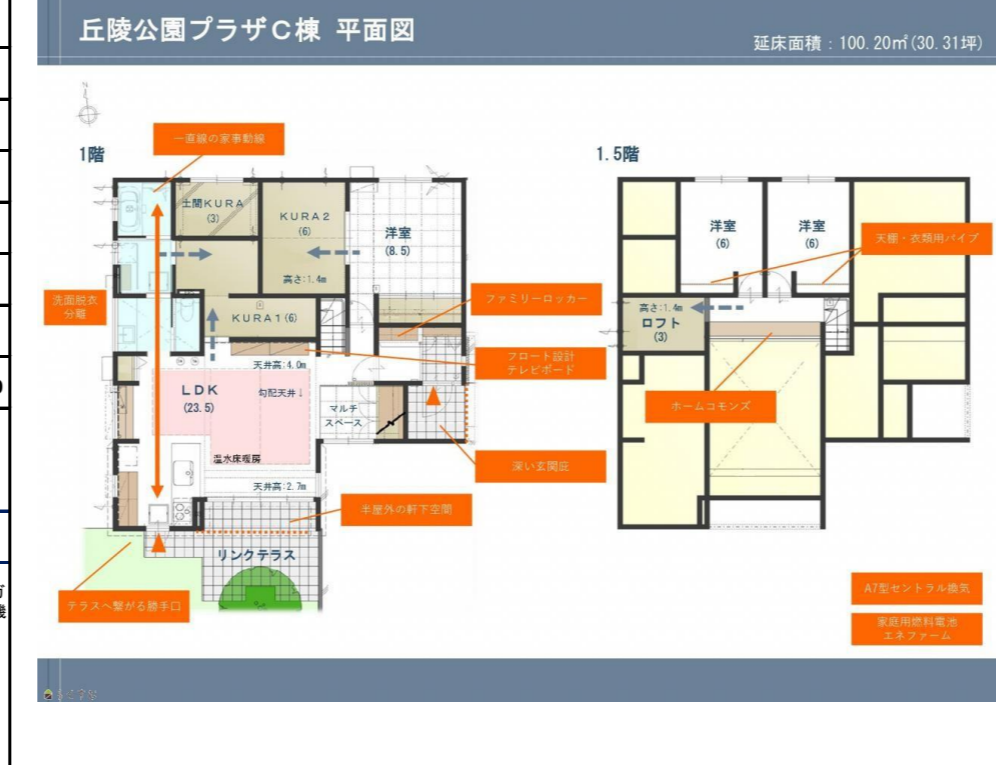 丘陵公園プラザC棟 平面図
延床面積：100.20㎡(30.31坪)
1階
1.5階
一直線の家事動線
土間KURA
(3)
KURA2
(6)
高さ:1.4m
洋室
(8.5)
洗面脱衣
分離
KURA1(6)
ファミリーロッカー
フロート設計
テレビボード
天井高:4.0m
LDK
(23.5)
勾配天井↓
マルチ
スペース
温水床暖房
天井高:2.7m
深い玄関庇
半屋外の軒下空間
リンクテラス
テラスへ繋がる勝手口
洋室
(6)
洋室
(6)
天棚・衣類用パイプ
高さ:1.4m
ロフト
(3)
ホームコモンズ
A7型セントラル換気
家庭用燃料電池
エネファーム